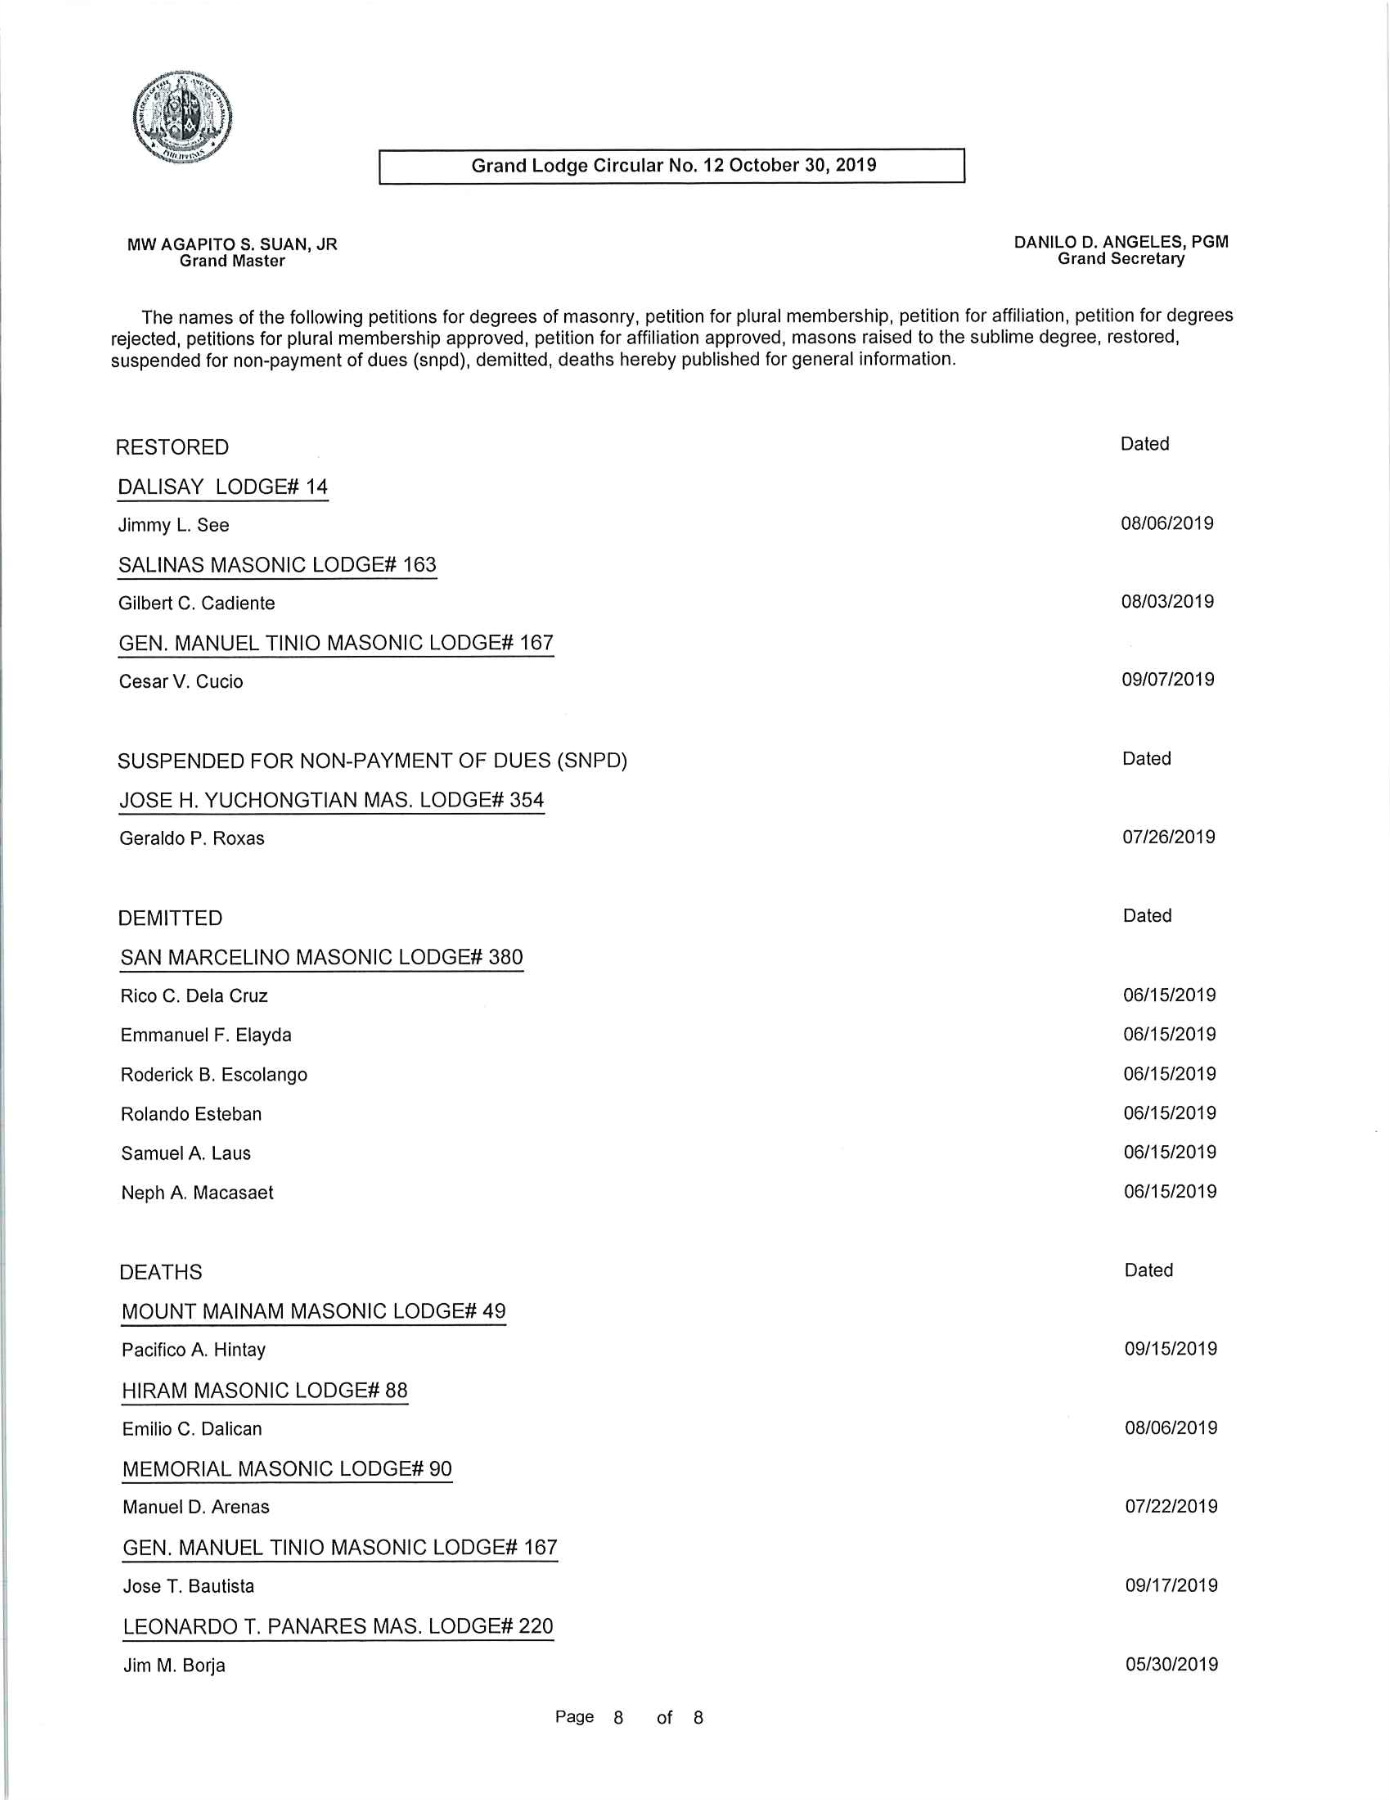 PHILIPPINES
Grand Lodge Circular No. 12 October 30, 2019
MW AGAPITO S. SUAN, JR
Grand Master
DANILO D. ANGELES, PGM
Grand Secretary
The names of the following petitions for degrees of masonry, petition for plural membership, petition for affiliation, petition for degrees
rejected, petitions for plural membership approved, petition for affiliation approved, masons raised to the sublime degree, restored,
suspended for non-payment of dues (snpd), demitted, deaths hereby published for general information.
RESTORED Dated
DALISAY LODGE# 14
Jimmy L. See 08/06/2019
SALINAS MASONIC LODGE# 163
Gilbert C. Cadiente 08/03/2019
GEN. MANUEL TINIO MASONIC LODGE# 167
Cesar V. Cucio 09/07/2019
SUSPENDED FOR NON-PAYMENT OF DUES (SNPD) Dated
JOSE H. YUCHONGTIAN MAS. LODGE# 354
Geraldo P. Roxas 07/26/2019
DEMITTED Dated
SAN MARCELINO MASONIC LODGE# 380
Rico C. Dela Cruz 06/15/2019
Emmanuel F. Elayda 06/15/2019
Roderick B. Escolango 06/15/2019
Rolando Esteban 06/15/2019
Samuel A. Laus 06/15/2019
Neph A. Macasaet 06/15/2019
DEATHS Dated
MOUNT MAINAM MASONIC LODGE# 49
Pacifico A. Hintay 09/15/2019
HIRAM MASONIC LODGE# 88
Emilio C. Dalican 08/06/2019
MEMORIAL MASONIC LODGE# 90
Manuel D. Arenas 07/22/2019
GEN. MANUEL TINIO MASONIC LODGE# 167
Jose T. Bautista 09/17/2019
LEONARDO T. PANARES MAS. LODGE# 220
Jim M. Borja 05/30/2019
Page 8 of 8